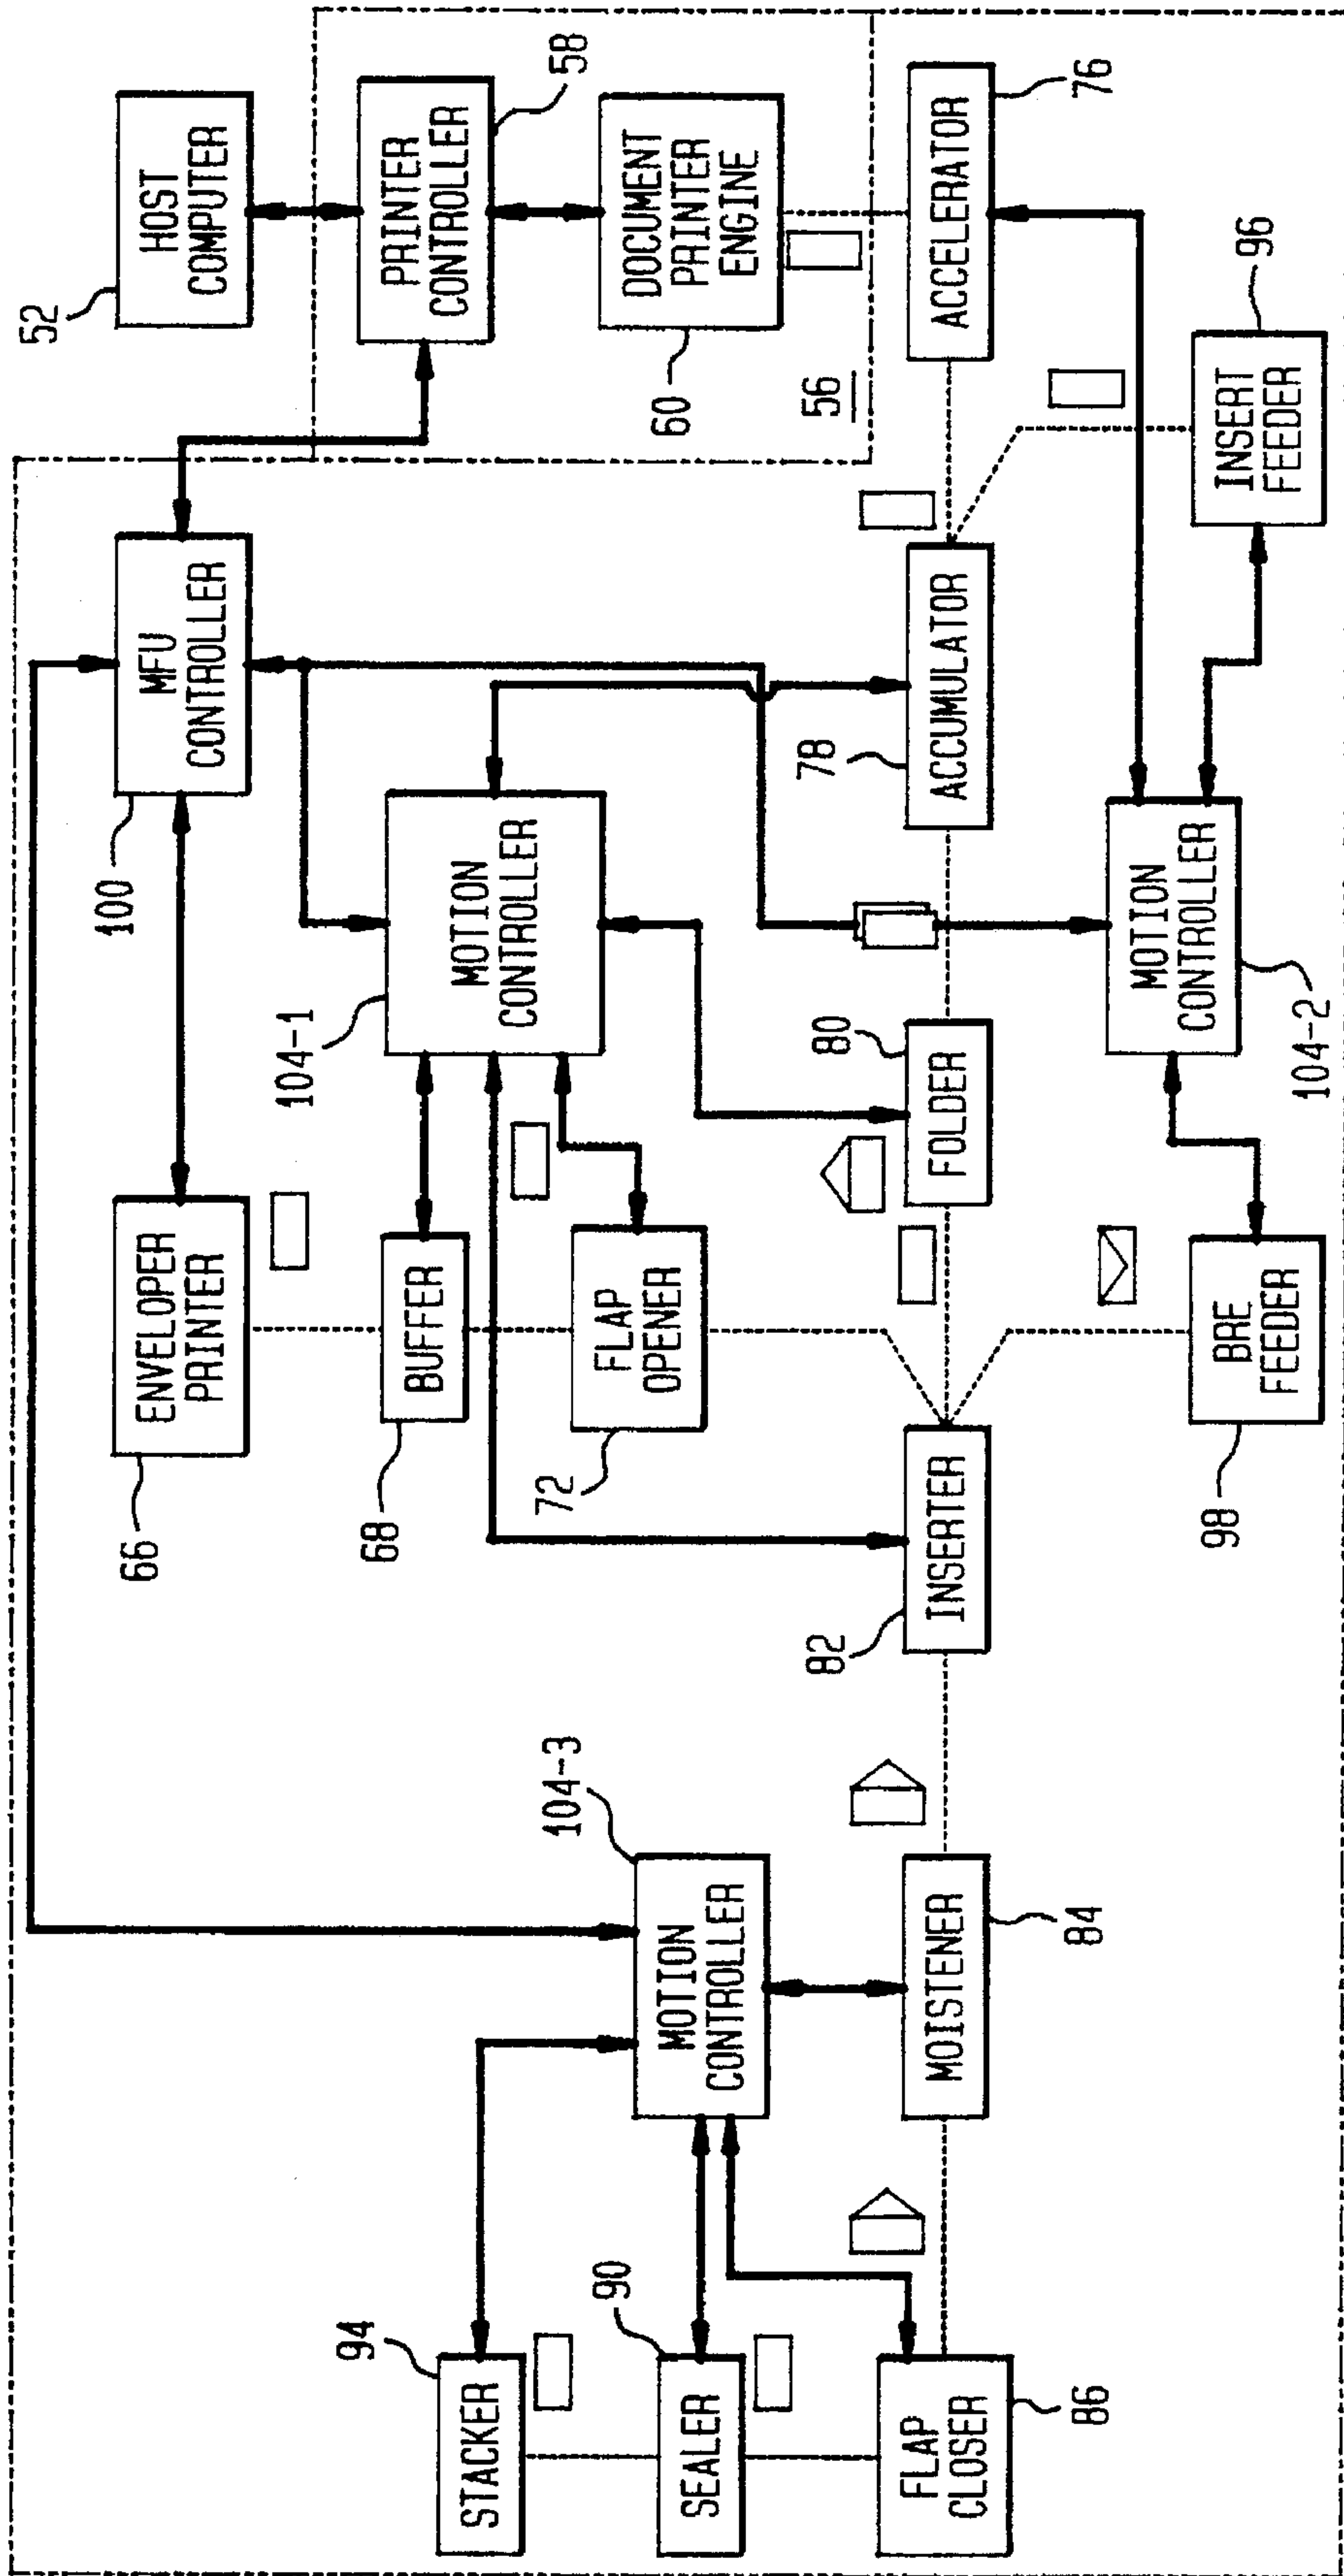 52
HOST
COMPUTER
PRINTER
CONTROLLER
58
DOCUMENT
PRINTER
ENGINE
60
56
ACCELERATOR
76
INSERT
FEEDER
96
MFU
CONTROLLER
100
ACCUMULATOR
78
MOTION
CONTROLLER
104-1
MOTION
CONTROLLER
104-2
FOLDER
80
ENVELOPER
PRINTER
66
BUFFER
68
FLAP
OPENER
72
BRE
FEEDER
98
INSERTER
82
MOTION
CONTROLLER
104-3
MOISTENER
84
STACKER
94
SEALER
90
FLAP
CLOSER
86